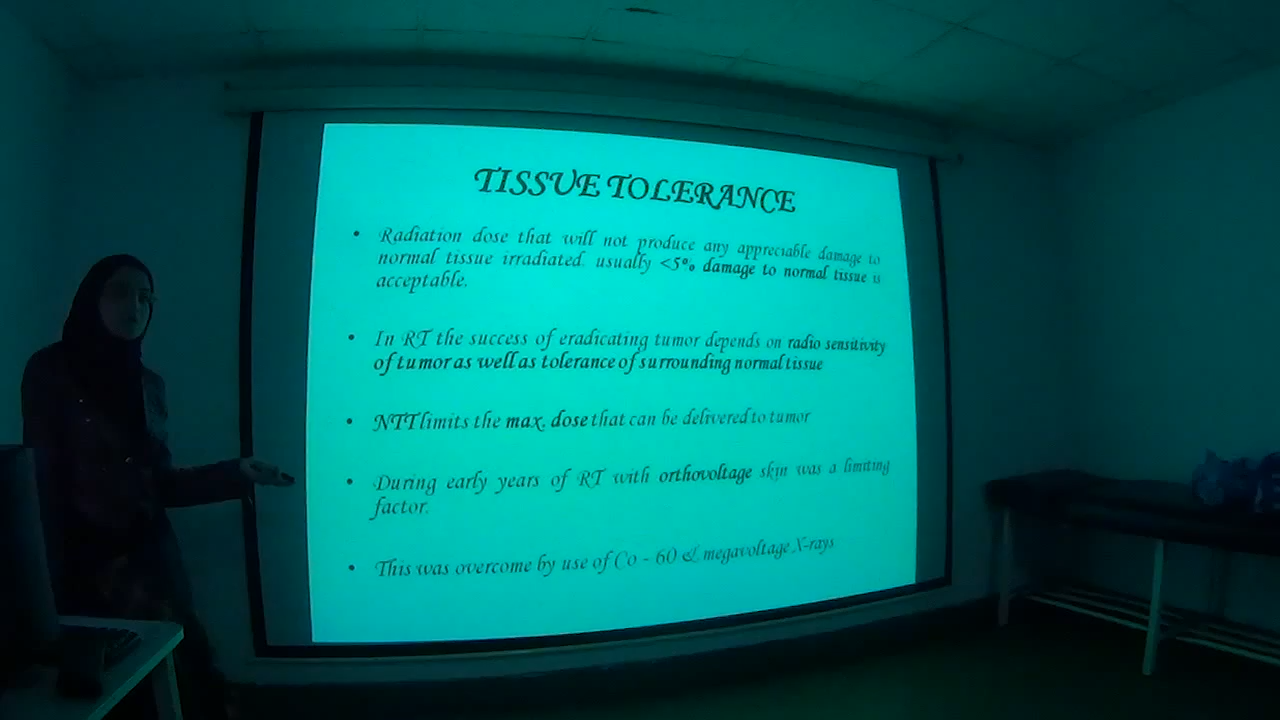 TISSUE TOLERANCE
• Radiation dose that will not produce any appreciable damage to
normal tissue irradiated. usually <5% damage to normal tissue is
acceptable.
• In RT the success of eradicating tumor depends on radio sensitivity
of tumor as well as tolerance of surrounding normal tissue
• NTT limits the max. dose that can be delivered to tumor
• During early years of RT with orthovoltage skin was a limiting
factor.
• This was overcome by use of Co - 60 & megavoltage X-rays.